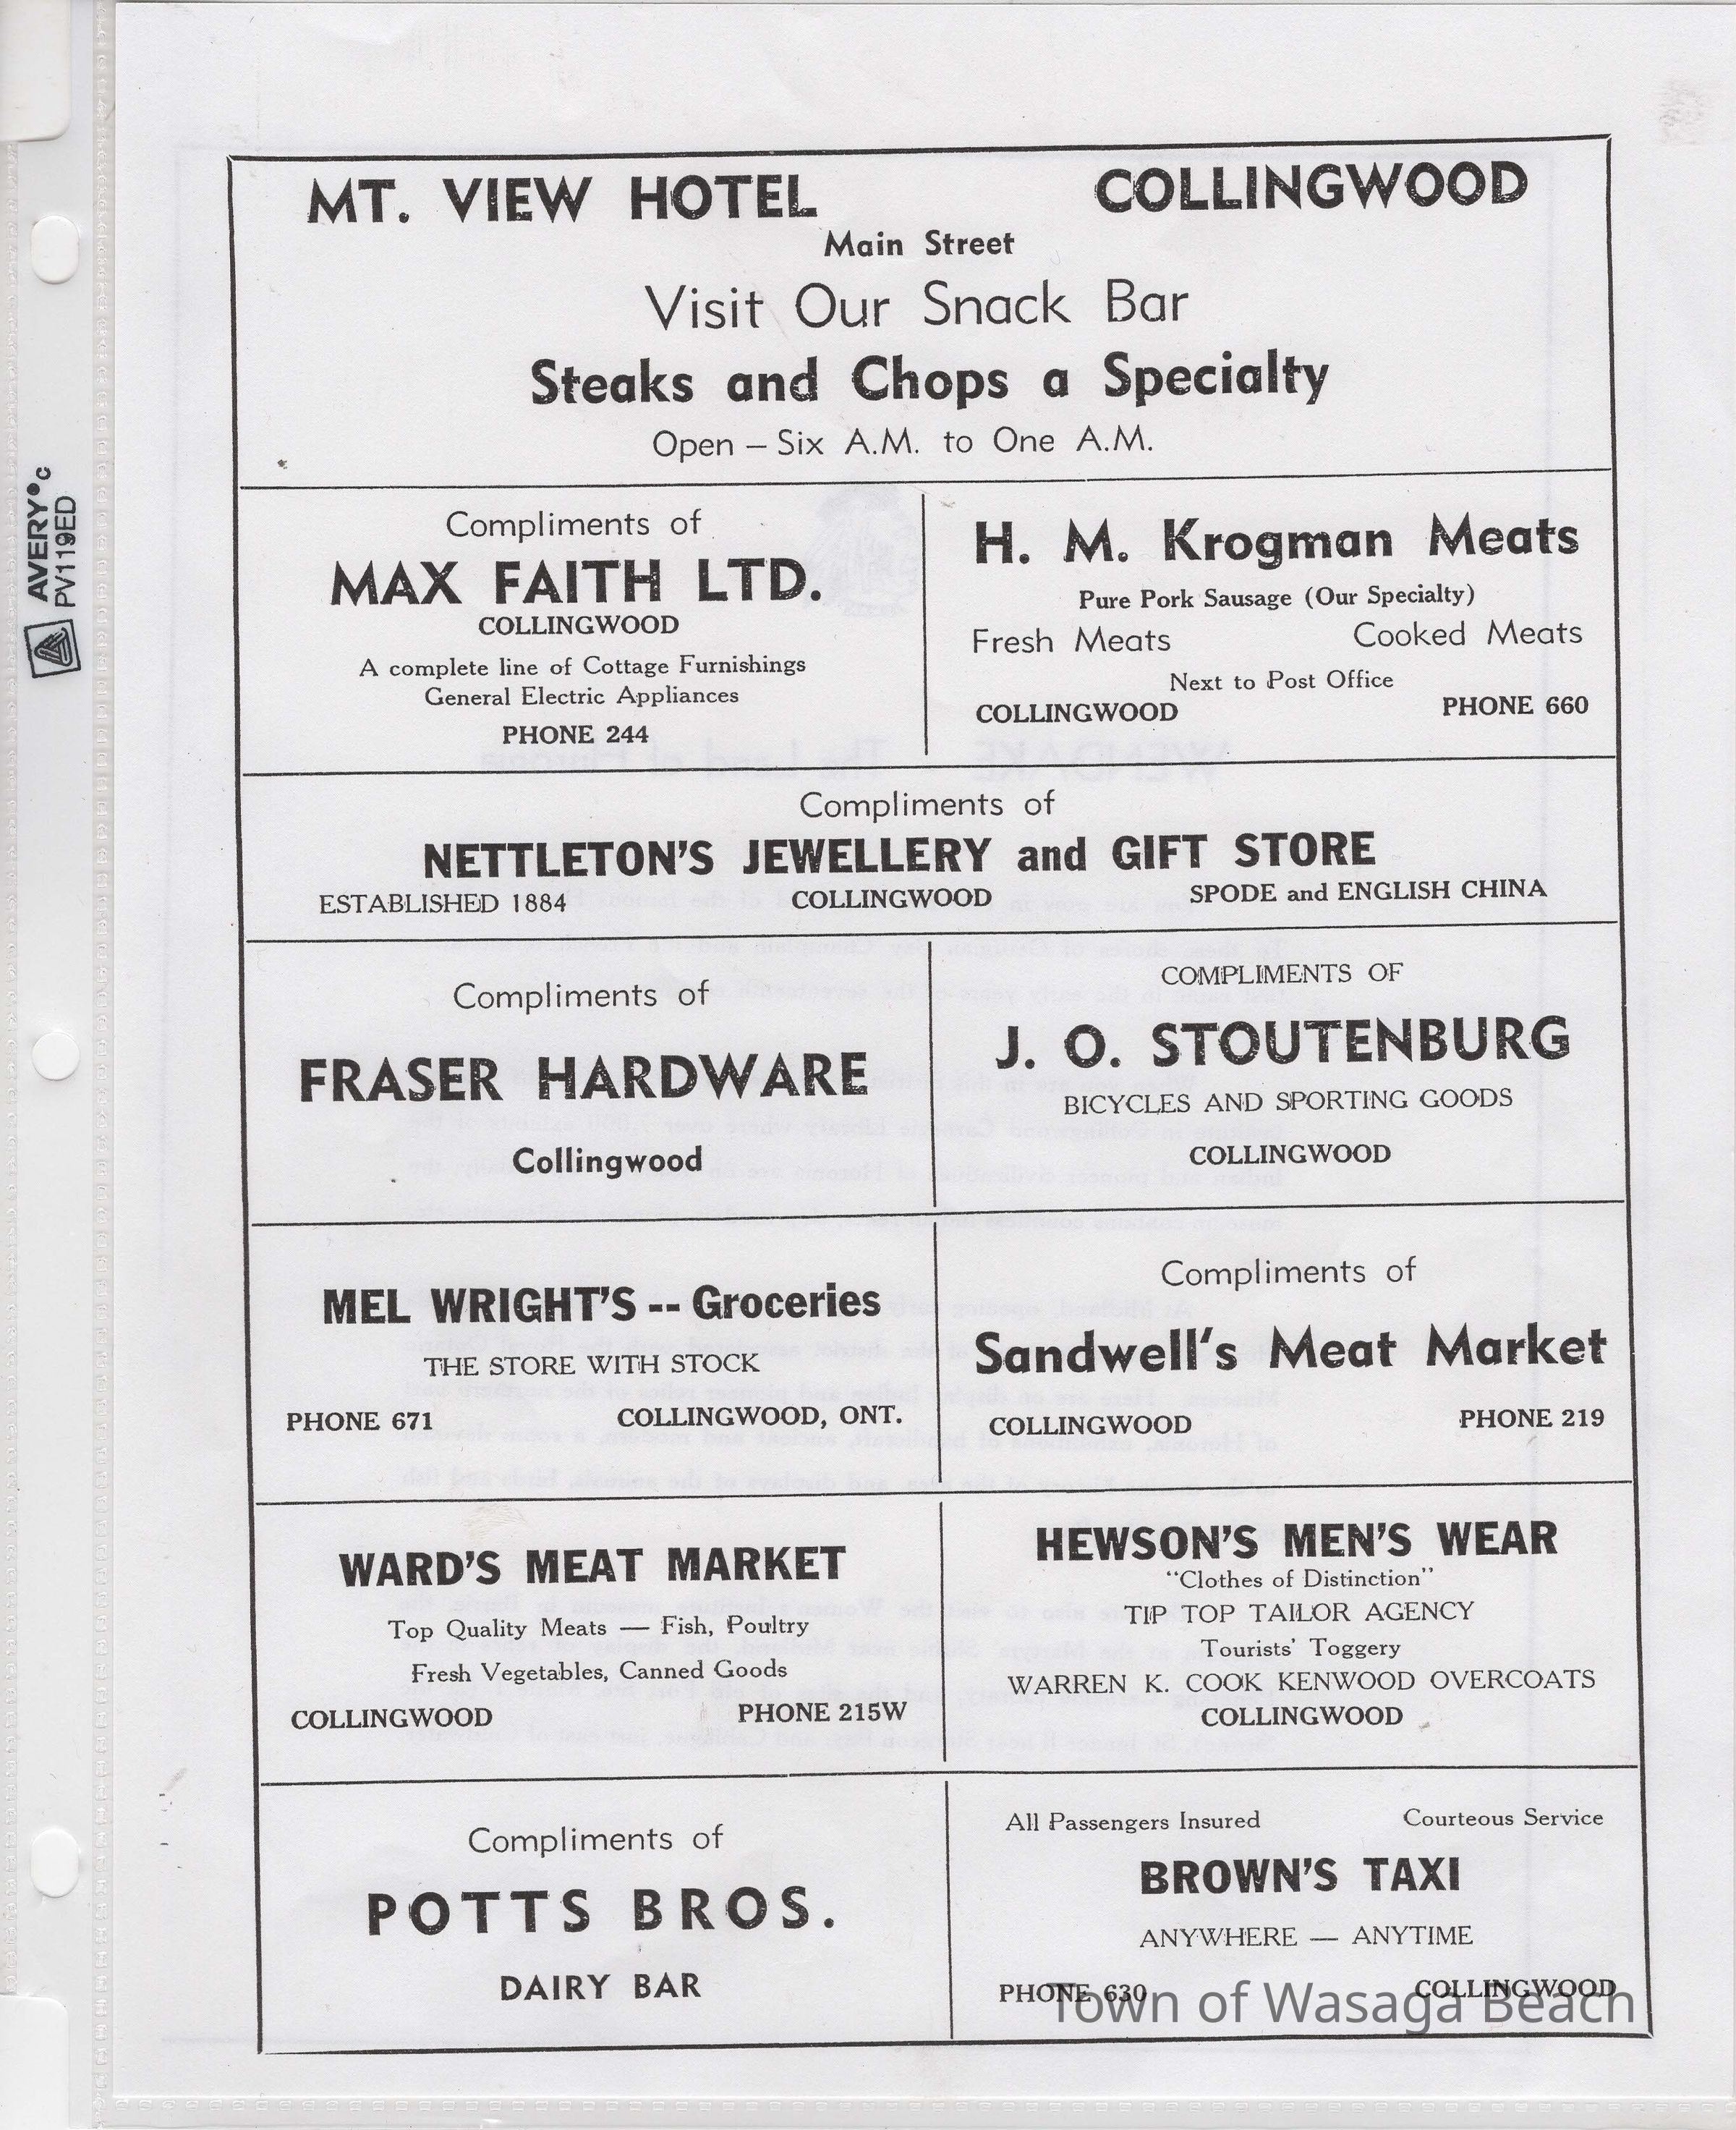 MT. VIEW HOTEL COLLINGWOOD
Main Street
Visit Our Snack Bar
Steaks and Chops a Specialty
Open — Six A.M. to One A.M.
Compliments of
MAX FAITH LTD.
COLLINGWOOD
A complete line of Cottage Furnishings
General Electric Appliances
PHONE 244
H. M. Krogman Meats
Pure Pork Sausage (Our Specialty)
Fresh Meats Cooked Meats
Next to Post Office
COLLINGWOOD PHONE 660
Compliments of
NETTLETON'S JEWELLERY and GIFT STORE
ESTABLISHED 1884 COLLINGWOOD SPODE and ENGLISH CHINA
Compliments of
FRASER HARDWARE
Collingwood
COMPLIMENTS OF
J. O. STOUTENBURG
BICYCLES AND SPORTING GOODS
COLLINGWOOD
MEL WRIGHT'S -- Groceries
THE STORE WITH STOCK
PHONE 671 COLLINGWOOD, ONT.
Compliments of
Sandwell's Meat Market
COLLINGWOOD PHONE 219
WARD'S MEAT MARKET
Top Quality Meats — Fish, Poultry
Fresh Vegetables, Canned Goods
COLLINGWOOD PHONE 215W
HEWSON'S MEN'S WEAR
"Clothes of Distinction"
TIP TOP TAILOR AGENCY
Tourists' Toggery
WARREN K. COOK KENWOOD OVERCOATS
COLLINGWOOD
Compliments of
POTTS BROS.
DAIRY BAR
All Passengers Insured Courteous Service
BROWN'S TAXI
ANYWHERE — ANYTIME
PHONE 630 COLLINGWOOD
Town of Wasaga Beach
AVERY®c
PV119ED